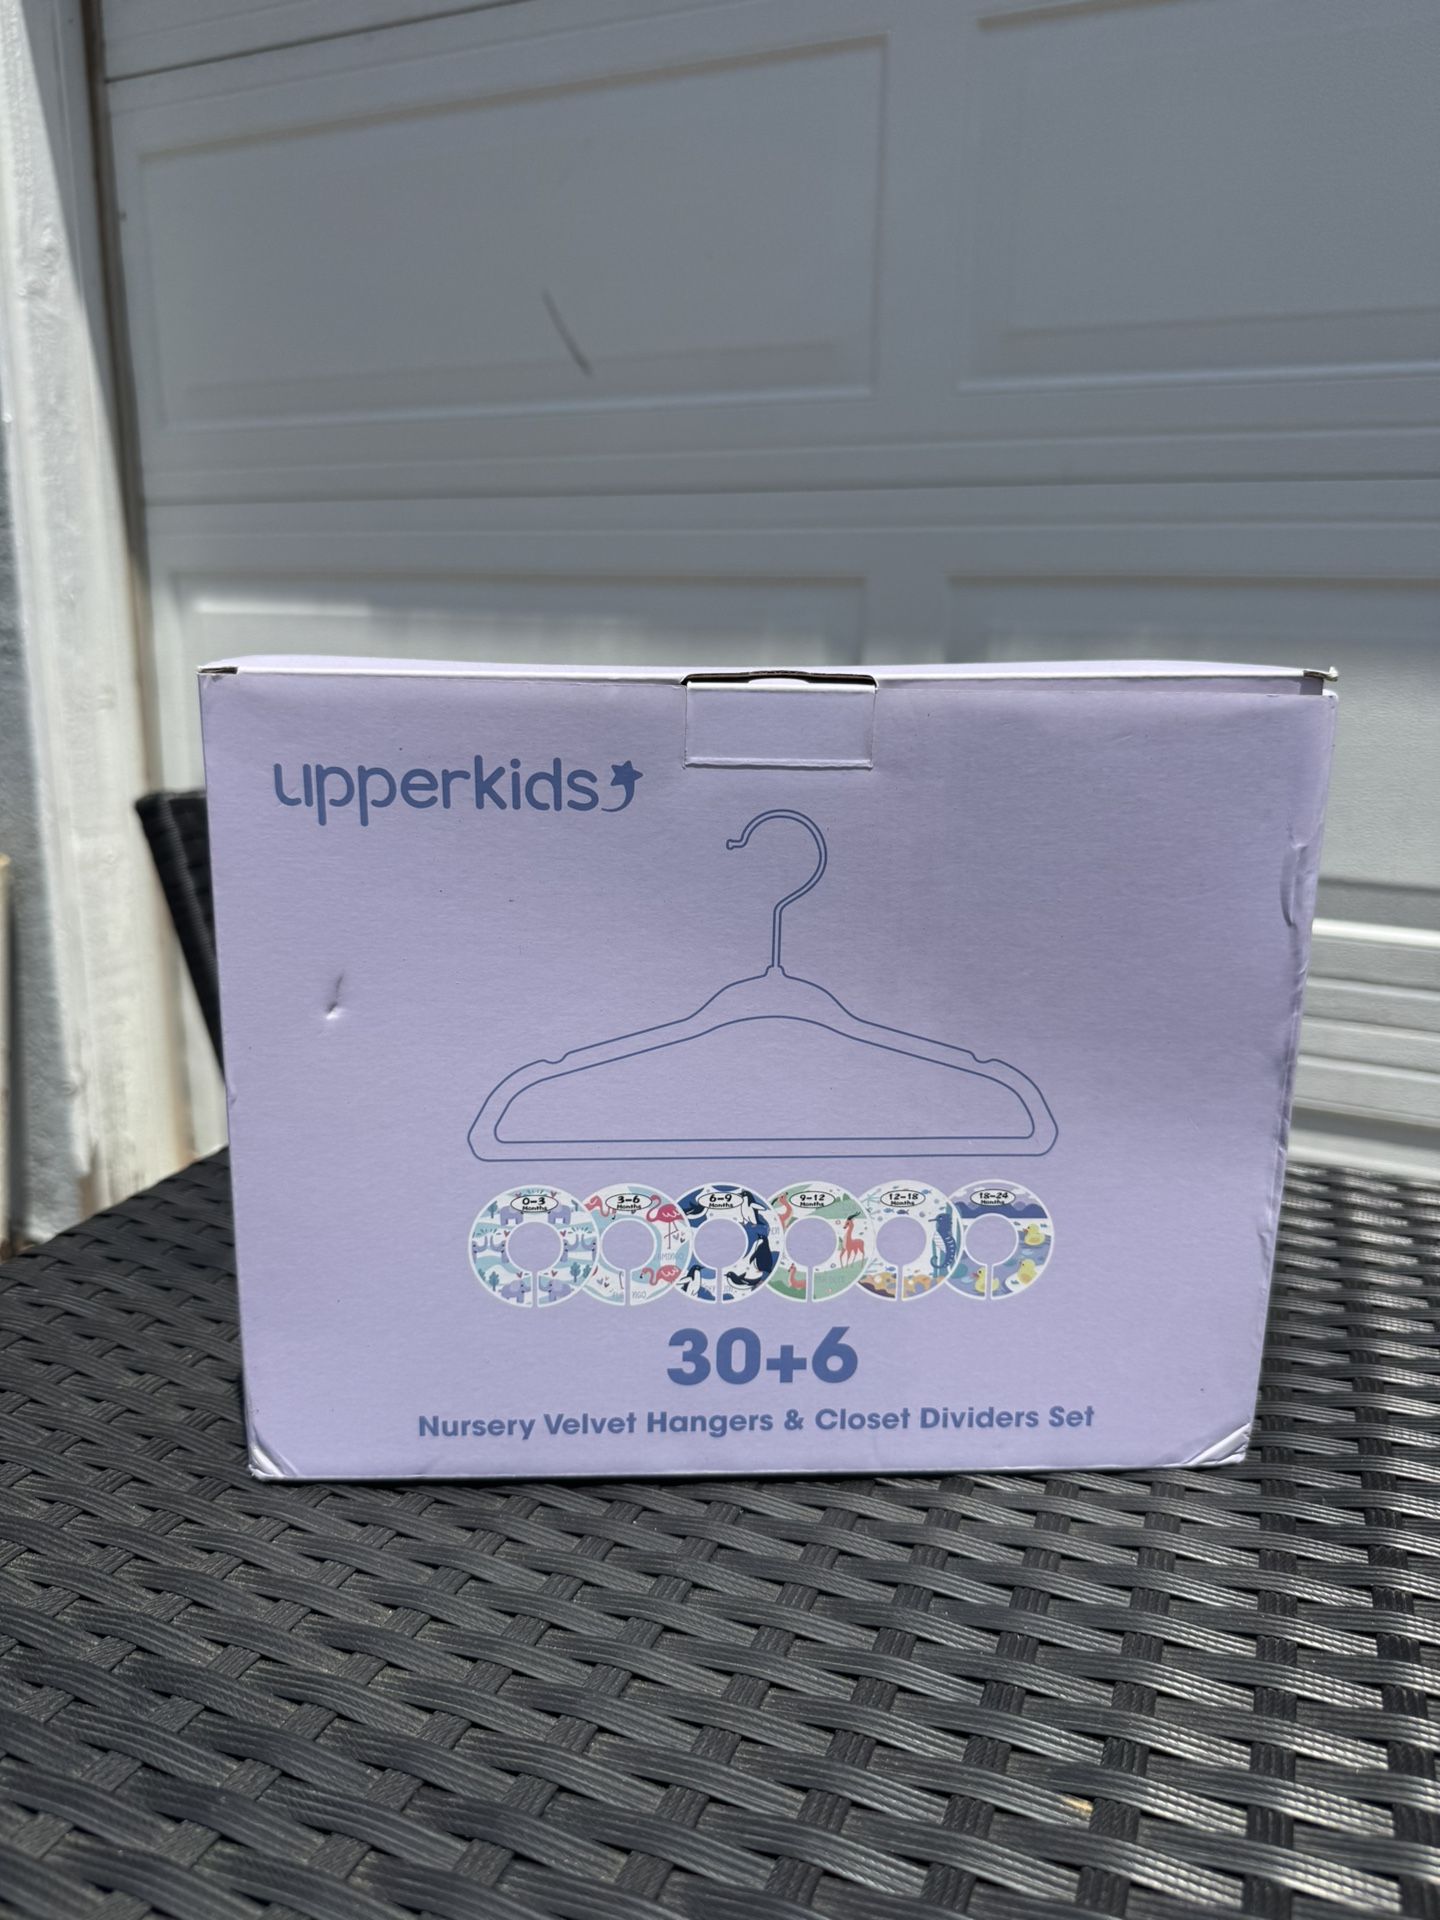 upperkids
0-3
Months
3-6
Months
6-9
Months
9-12
Months
12-18
Months
18-24
Months
30+6
Nursery Velvet Hangers & Closet Dividers Set